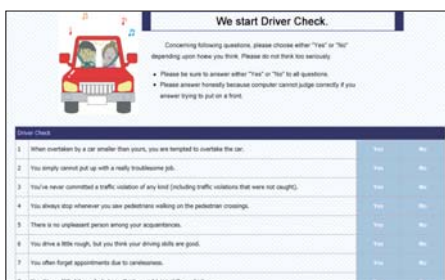 We start Driver Check.
Concerning following questions, please choose either "Yes" or "No"
depending upon hoew you think. Please do not think too seriously.
● Please be sure to answer either "Yes" or "No" to all questions.
● Please answer honestly because computer cannot judge correctly if you
answer trying to put on a front.
Driver Check
1 When overtaken by a car smaller than yours, you are tempted to overtake the car. Yes No
2 You simply cannot put up with a really troublesome job. Yes No
3 You've never committed a traffic violation of any kind (including traffic violations that were not caught). Yes No
4 You always stop whenever you saw pedestrians walking on the pedestrian crossings. Yes No
5 There is no unpleasant person among your acquaintances. Yes No
6 You drive a little rough, but you think your driving skills are good. Yes No
7 You often forget appointments due to carelessness. Yes No